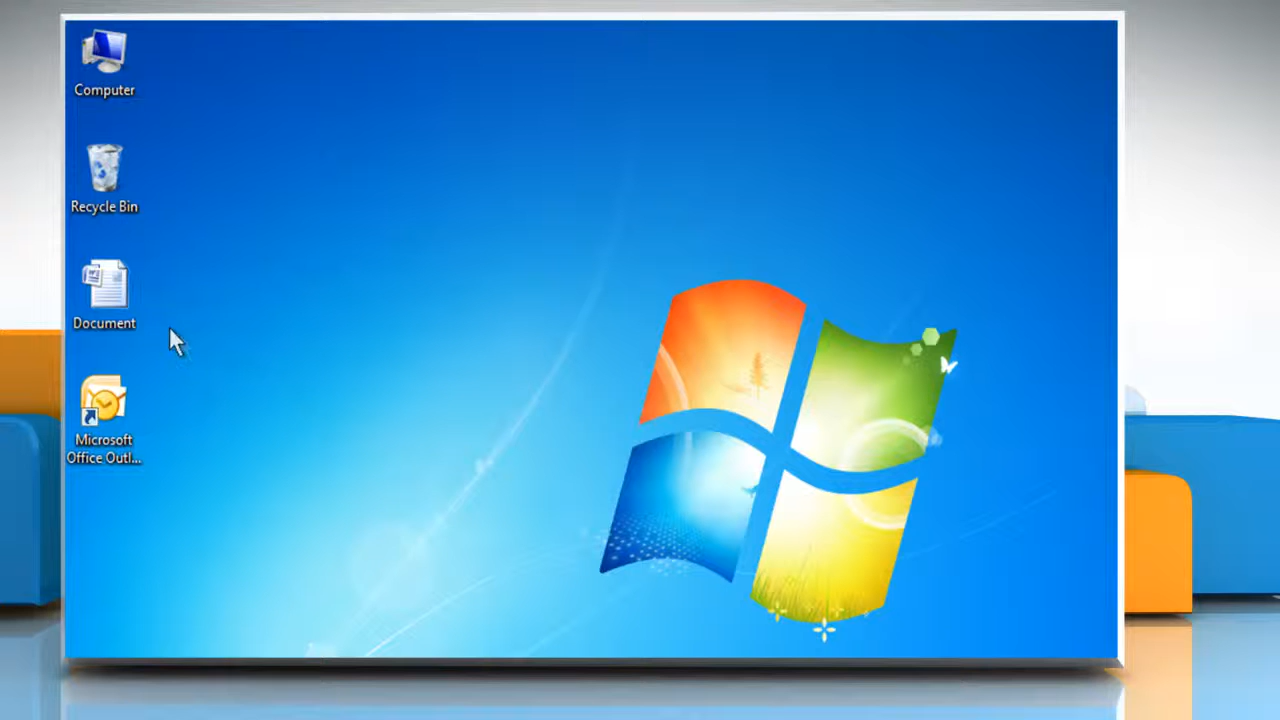 Computer
Recycle Bin
Document
Microsoft
Office Outl...